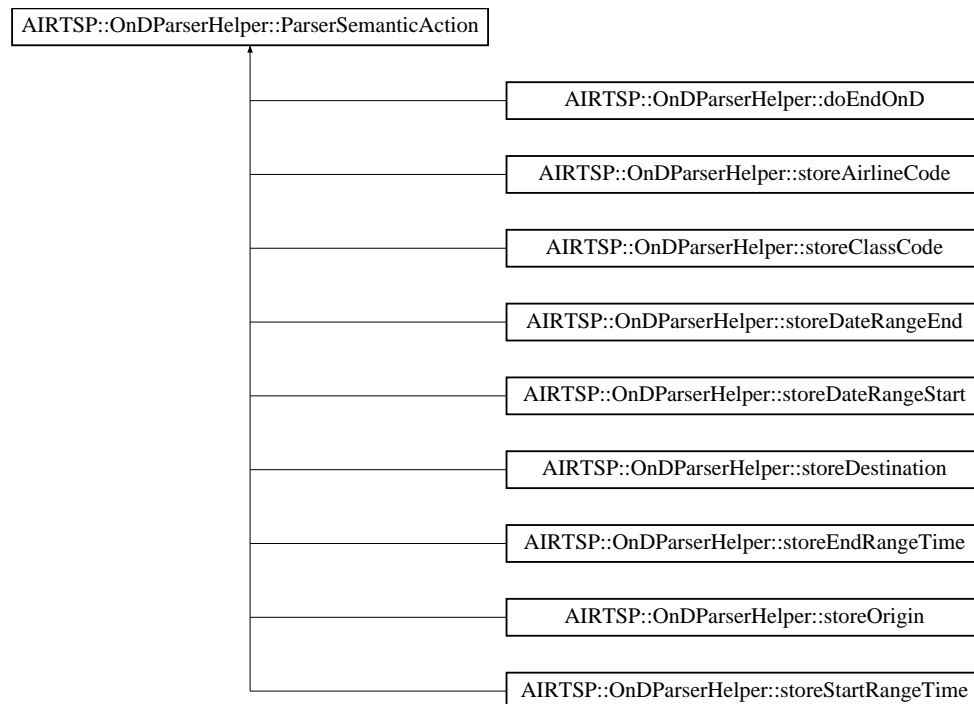 AIRTSP::OnDParserHelper::ParserSemanticAction
AIRTSP::OnDParserHelper::doEndOnD
AIRTSP::OnDParserHelper::storeAirlineCode
AIRTSP::OnDParserHelper::storeClassCode
AIRTSP::OnDParserHelper::storeDateRangeEnd
AIRTSP::OnDParserHelper::storeDateRangeStart
AIRTSP::OnDParserHelper::storeDestination
AIRTSP::OnDParserHelper::storeEndRangeTime
AIRTSP::OnDParserHelper::storeOrigin
AIRTSP::OnDParserHelper::storeStartRangeTime